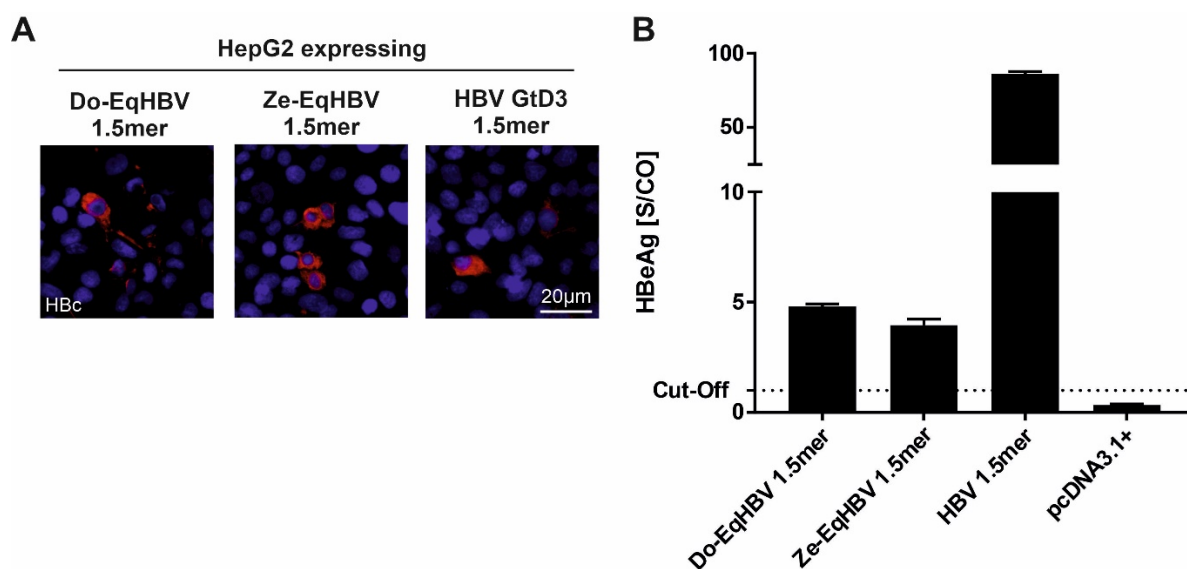 A
HepG2 expressing
Do-EqHBV
1.5mer
Ze-EqHBV
1.5mer
HBV GtD3
1.5mer
HBc
20µm
B
HBeAg [S/CO]
100
50
10
5
Cut-Off
0
Do-EqHBV 1.5mer
Ze-EqHBV 1.5mer
HBV 1.5mer
pcDNA3.1+